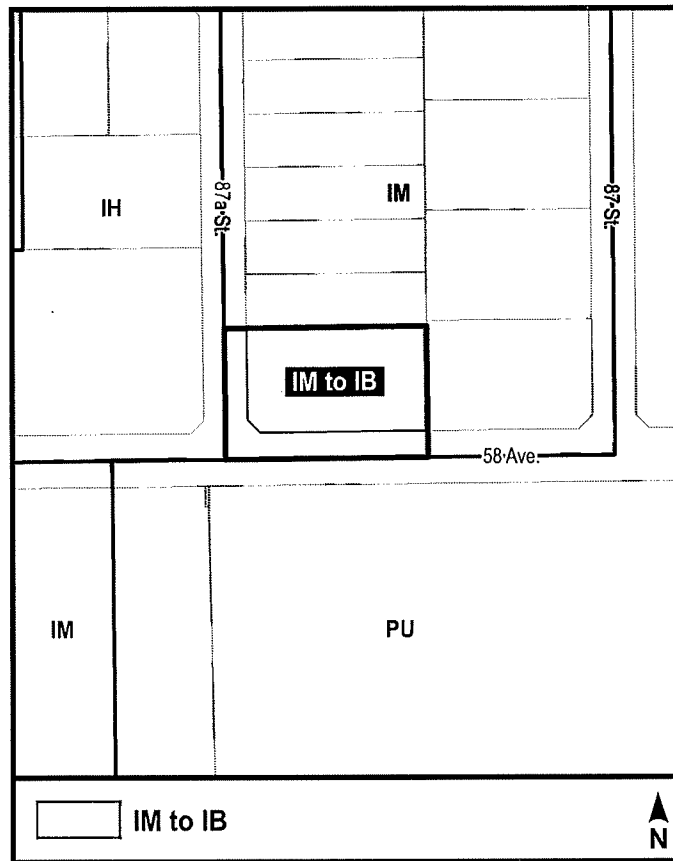 IH
87a St.
IM
87 St.
IM to IB
58 Ave.
IM
PU
IM to IB
N